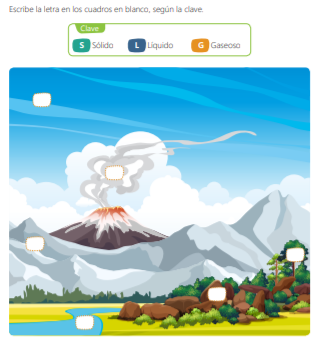 Escribe la letra en los cuadros en blanco, según la clave.
Clave
S Sólido L Líquido G Gaseoso